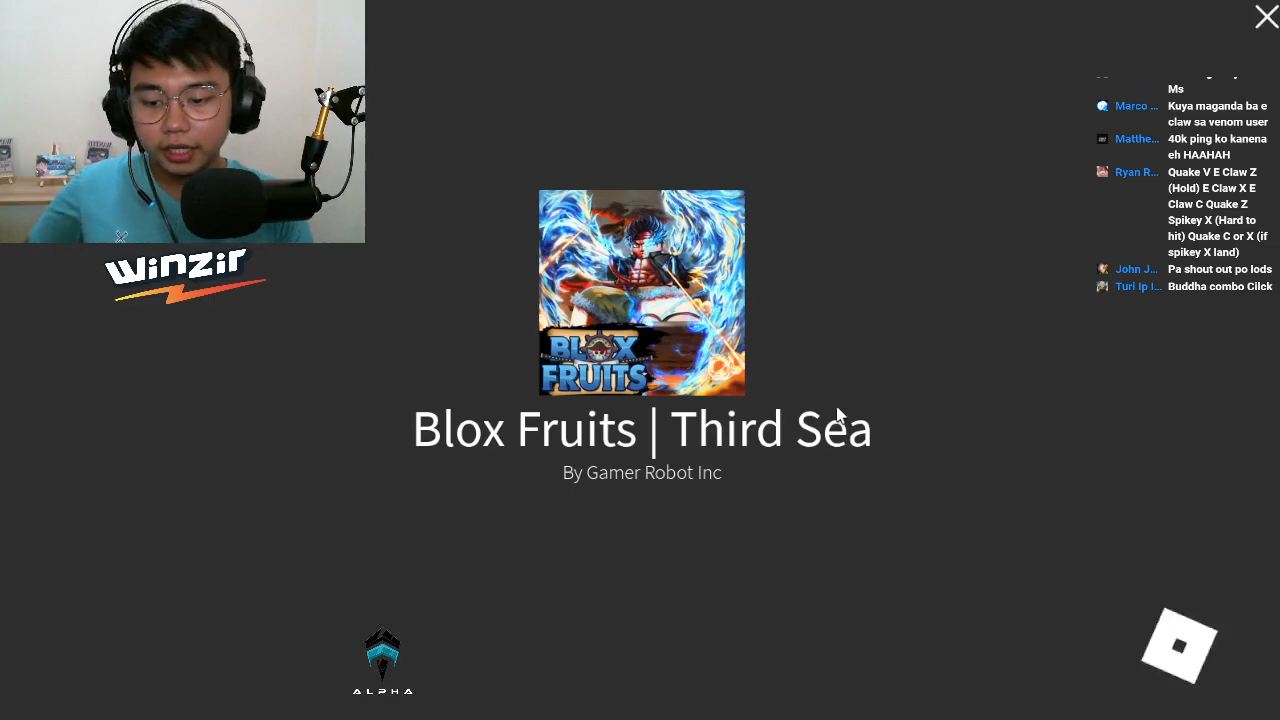 Ms
Marco ... Kuya maganda ba e
claw sa venom user
Matthe... 40k ping ko kanena
eh HAAHAH
Ryan R... Quake V E Claw Z
(Hold) E Claw X E
Claw C Quake Z
Spikey X (Hard to
hit) Quake C or X (if
spikey X land)
John J... Pa shout out po lods
Turi Ip I... Buddha combo Cilck
WinZir
BLOX
FRUITS
Blox Fruits | Third Sea
By Gamer Robot Inc
ALPHA